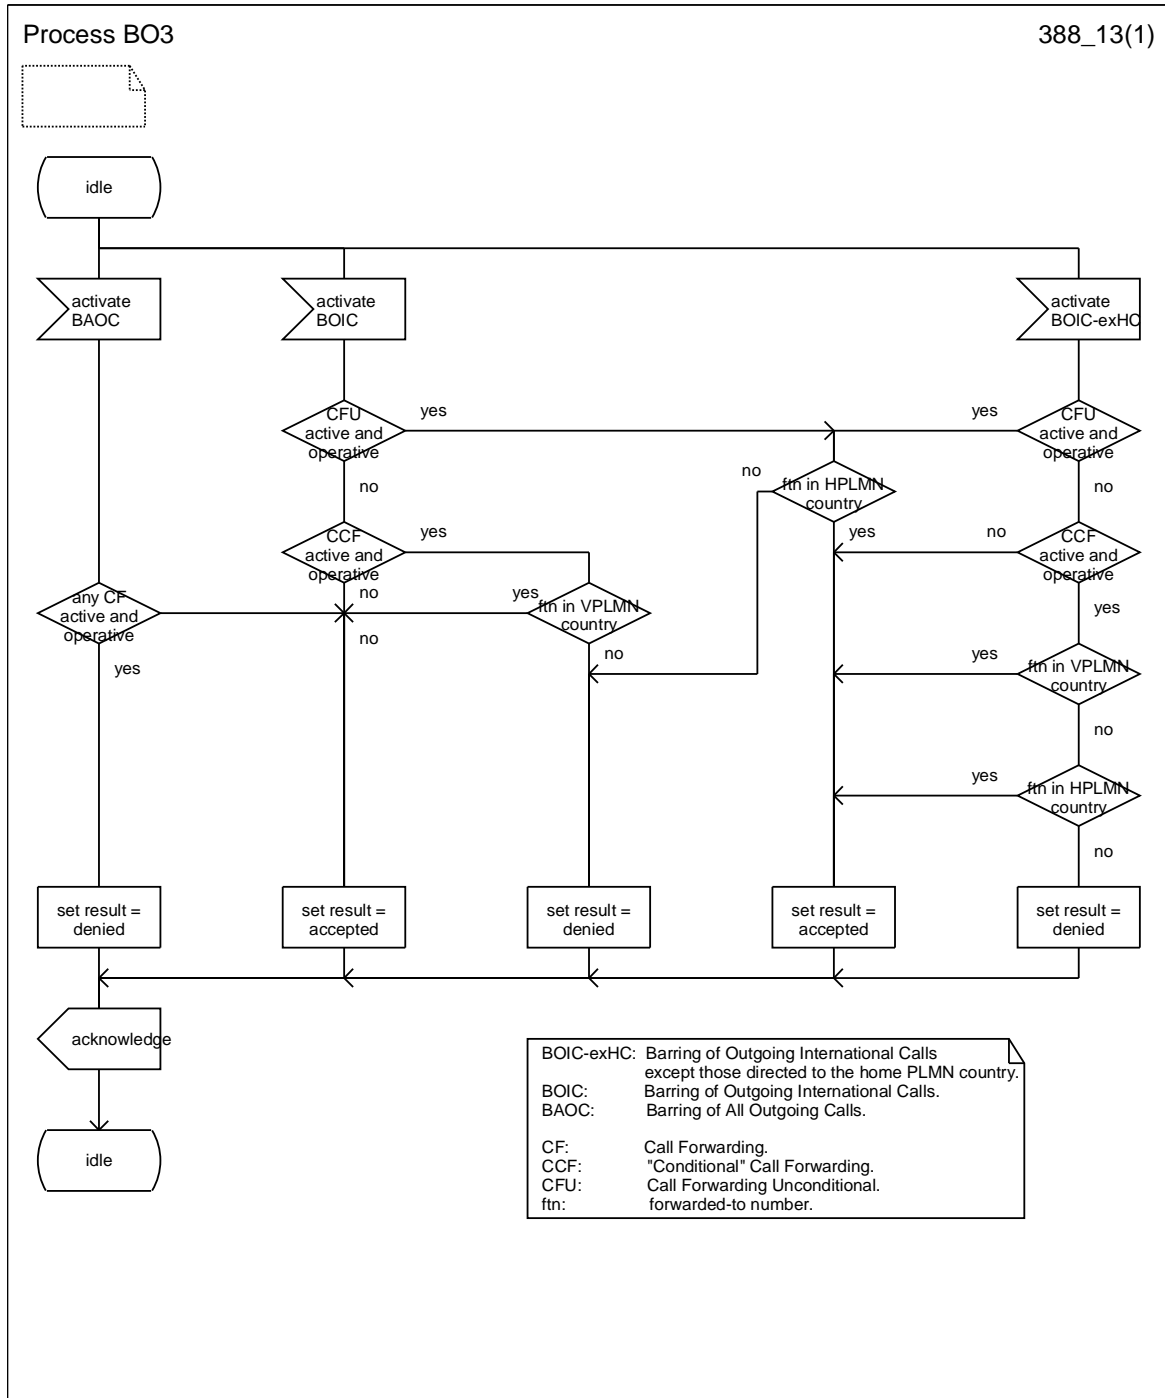 Process BO3
388_13(1)
idle
activate
BAOC
activate
BOIC
activate
BOIC-exHC
CFU
active and
operative
yes
yes
CFU
active and
operative
no
ftn in HPLMN
country
no
no
yes
CCF
active and
operative
yes
no
CCF
active and
operative
any CF
active and
operative
no
no
yes
ftn in VPLMN
country
yes
yes
no
yes
ftn in VPLMN
country
no
yes
ftn in HPLMN
country
no
set result =
denied
set result =
accepted
set result =
denied
set result =
accepted
set result =
denied
acknowledge
idle
BOIC-exHC: Barring of Outgoing International Calls
except those directed to the home PLMN country.
BOIC: Barring of Outgoing International Calls.
BAOC: Barring of All Outgoing Calls.
CF: Call Forwarding.
CCF: "Conditional" Call Forwarding.
CFU: Call Forwarding Unconditional.
ftn: forwarded-to number.